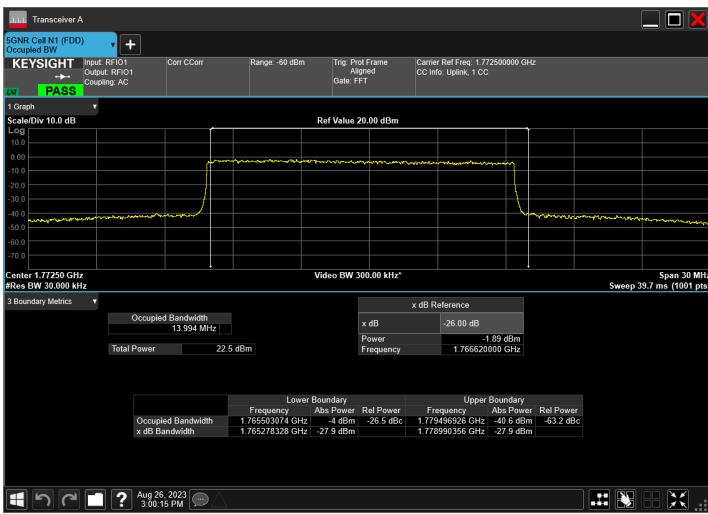 Transceiver A
5GNR Cell N1 (FDD)
Occupied BW
KEYSIGHT
PASS
Input: RFIO1
Output: RFIO1
Coupling: AC
Corr CCorr
Range: -60 dBm
Trig: Prot Frame
Aligned
Gate: FFT
Carrier Ref Freq: 1.772500000 GHz
CC Info: Uplink, 1 CC
1 Graph
Scale/Div 10.0 dB
Ref Value 20.00 dBm
Log
10.0
0.00
-10.0
-20.0
-30.0
-40.0
-50.0
-60.0
-70.0
Center 1.77250 GHz
#Res BW 30.000 kHz
Video BW 300.00 kHz*
Span 30 MHz
Sweep 39.7 ms (1001 pts
3 Boundary Metrics
Occupied Bandwidth
13.994 MHz
Total Power 22.5 dBm
x dB Reference
x dB -26.00 dB
Power -1.89 dBm
Frequency 1.766620000 GHz
Lower Boundary Upper Boundary
Frequency Abs Power Rel Power Frequency Abs Power Rel Power
Occupied Bandwidth 1.765503074 GHz -4 dBm -26.5 dBc 1.779496926 GHz -40.6 dBm -63.2 dBc
x dB Bandwidth 1.765278328 GHz -27.9 dBm 1.778990356 GHz -27.9 dBm
?
Aug 26, 2023
3:00:15 PM